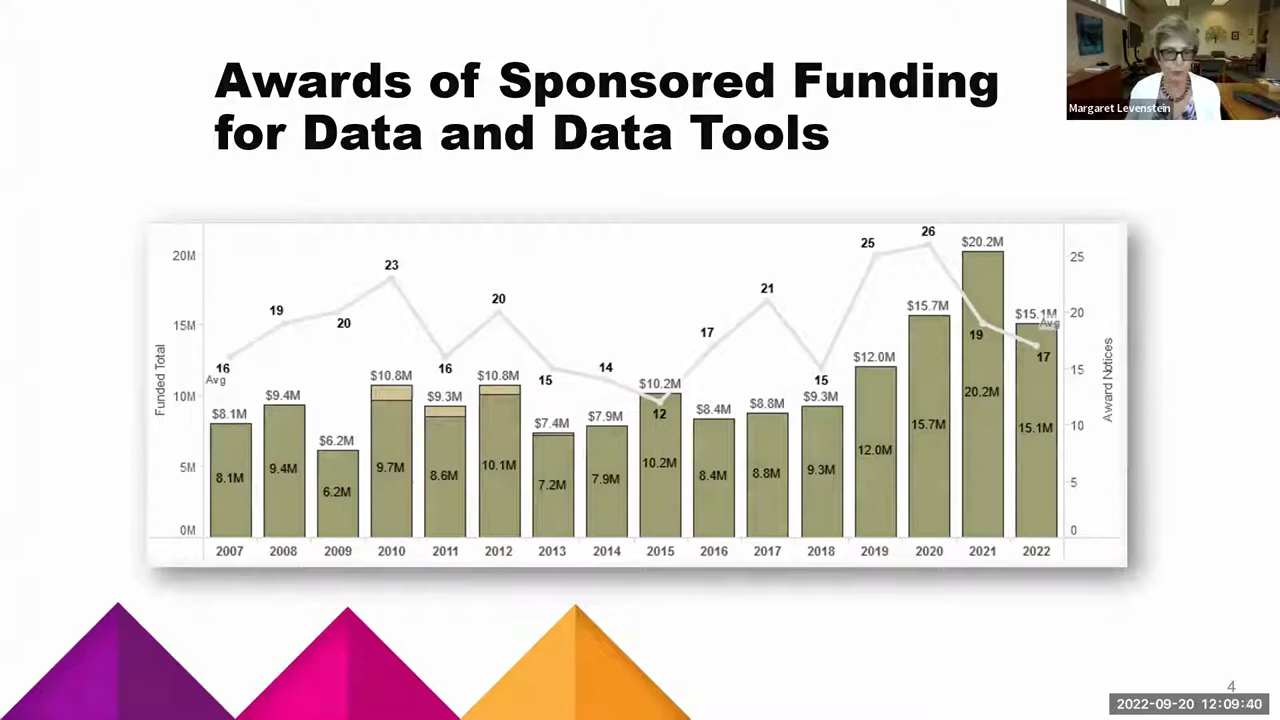 Awards of Sponsored Funding
for Data and Data Tools
Margaret Levenstein
Funded Total
20M
15M
10M
5M
0M
Award Notices
25
20
15
10
5
0
16
19
20
23
16
20
15
14
12
17
21
15
25
26
19
17
Avg
Avg
$8.1M
$9.4M
$6.2M
$10.8M
$9.3M
$10.8M
$7.4M
$7.9M
$10.2M
$8.4M
$8.8M
$9.3M
$12.0M
$15.7M
$20.2M
$15.1M
8.1M
9.4M
6.2M
9.7M
8.6M
10.1M
7.2M
7.9M
10.2M
8.4M
8.8M
9.3M
12.0M
15.7M
20.2M
15.1M
2007 2008 2009 2010 2011 2012 2013 2014 2015 2016 2017 2018 2019 2020 2021 2022
4
2022-09-20 12:09:40